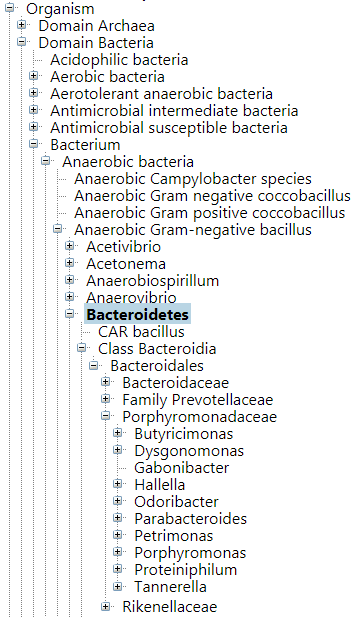 Organism
Domain Archaea
Domain Bacteria
Acidophilic bacteria
Aerobic bacteria
Aerotolerant anaerobic bacteria
Antimicrobial intermediate bacteria
Antimicrobial susceptible bacteria
Bacterium
Anaerobic bacteria
Anaerobic Campylobacter species
Anaerobic Gram negative coccobacillus
Anaerobic Gram positive coccobacillus
Anaerobic Gram-negative bacillus
Acetivibrio
Acetonema
Anaerobiospirillum
Anaerovibrio
Bacteroidetes
CAR bacillus
Class Bacteroidia
Bacteroidales
Bacteroidaceae
Family Prevotellaceae
Porphyromonadaceae
Butyricimonas
Dysgonomonas
Gabonibacter
Hallella
Odoribacter
Parabacteroides
Petrimonas
Porphyromonas
Proteiniphilum
Tannerella
Rikenellaceae